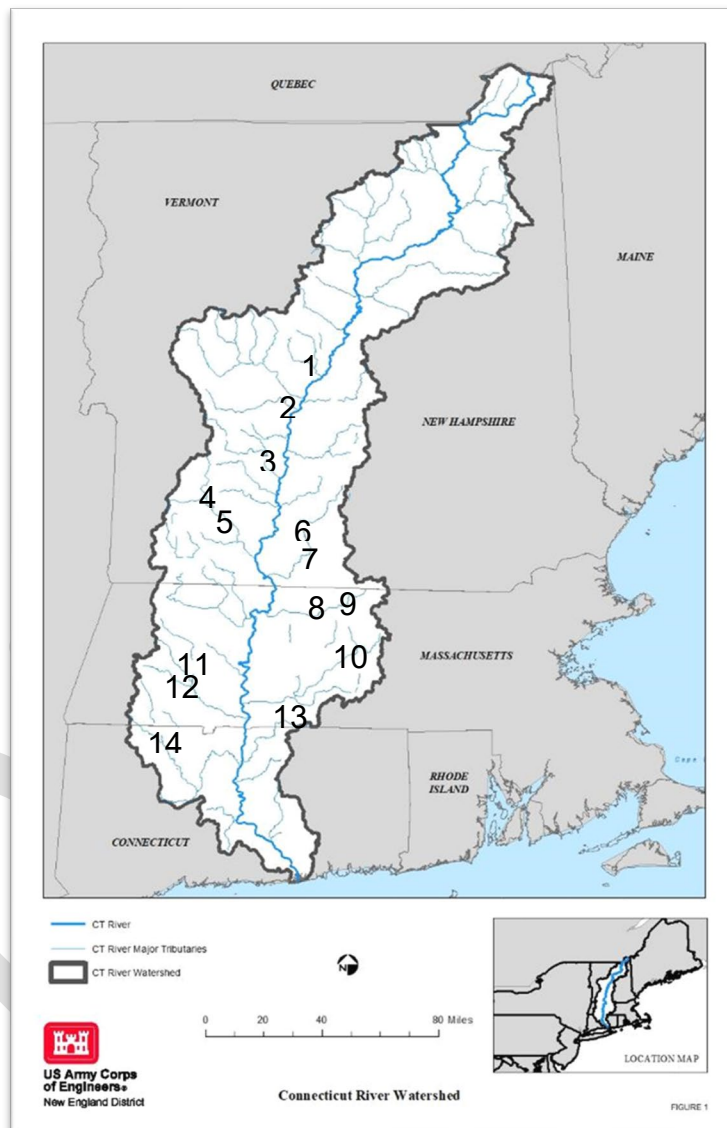 QUEBEC
VERMONT
MAINE
1
2
NEW HAMPSHIRE
3
4
5
6
7
8
9
10
MASSACHUSETTS
11
12
13
14
Cape
RHODE
ISLAND
CONNECTICUT
CT River
CT River Major Tributaries
CT River Watershed
N
0 20 40 80 Miles
LOCATION MAP
US Army Corps
of Engineers®
New England District
Connecticut River Watershed
FIGURE 1